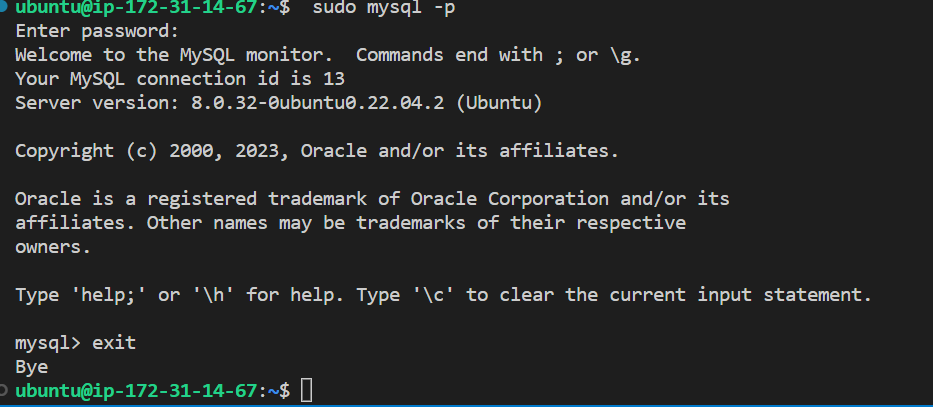 ubuntu@ip-172-31-14-67:~$  sudo mysql -p
Enter password:
Welcome to the MySQL monitor.  Commands end with ; or \g.
Your MySQL connection id is 13
Server version: 8.0.32-0ubuntu0.22.04.2 (Ubuntu)

Copyright (c) 2000, 2023, Oracle and/or its affiliates.

Oracle is a registered trademark of Oracle Corporation and/or its
affiliates. Other names may be trademarks of their respective
owners.

Type 'help;' or '\h' for help. Type '\c' to clear the current input statement.

mysql> exit
Bye
ubuntu@ip-172-31-14-67:~$